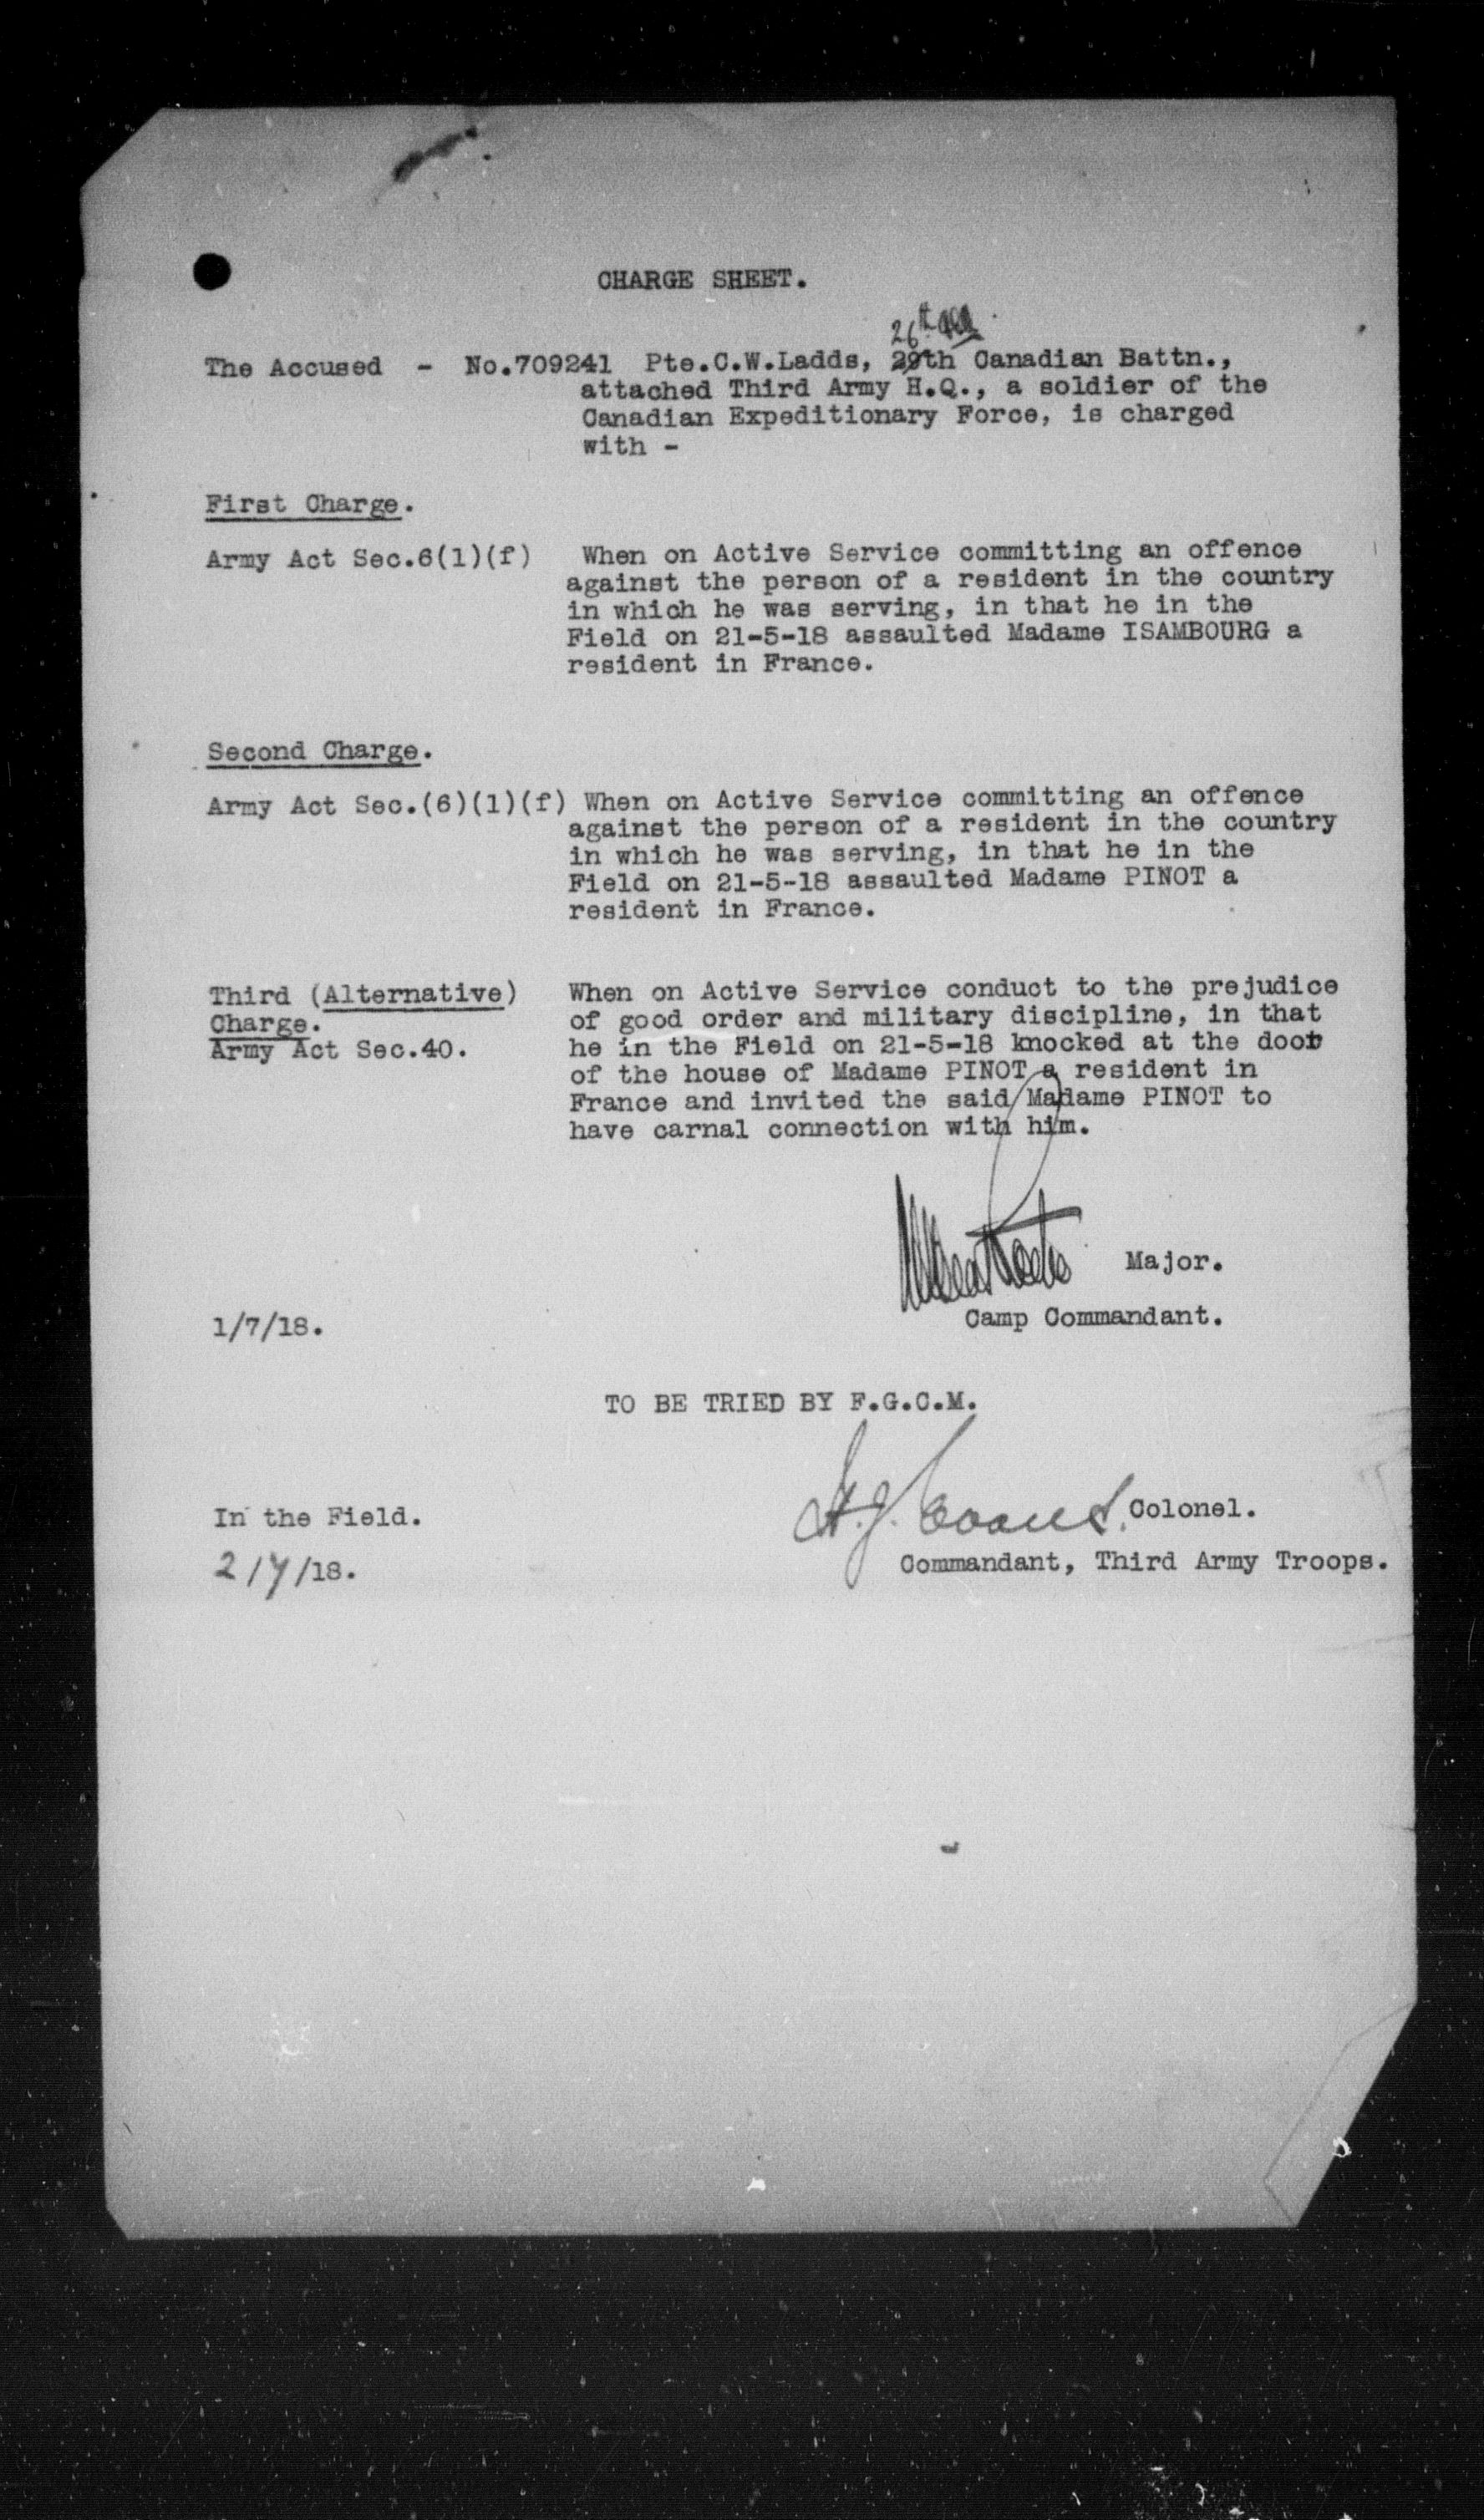 CHARGE SHEET.
26th
The Accused - No.709241 Pte.C.W.Ladds, 29th Canadian Battn.,
attached Third Army H.Q., a soldier of the
Canadian Expeditionary Force, is charged
with -
First Charge.
Army Act Sec.6(1)(f) When on Active Service committing an offence
against the person of a resident in the country
in which he was serving, in that he in the
Field on 21-5-18 assaulted Madame ISAMBOURG a
resident in France.
Second Charge.
Army Act Sec.(6)(1)(f) When on Active Service committing an offence
against the person of a resident in the country
in which he was serving, in that he in the
Field on 21-5-18 assaulted Madame PINOT a
resident in France.
Third (Alternative) When on Active Service conduct to the prejudice
Charge. of good order and military discipline, in that
Army Act Sec.40. he in the Field on 21-5-18 knocked at the door
of the house of Madame PINOT a resident in
France and invited the said Madame PINOT to
have carnal connection with him.
Major.
1/7/18. Camp Commandant.
TO BE TRIED BY F.G.C.M.
In the Field. Evans. Colonel.
2/7/18. Commandant, Third Army Troops.